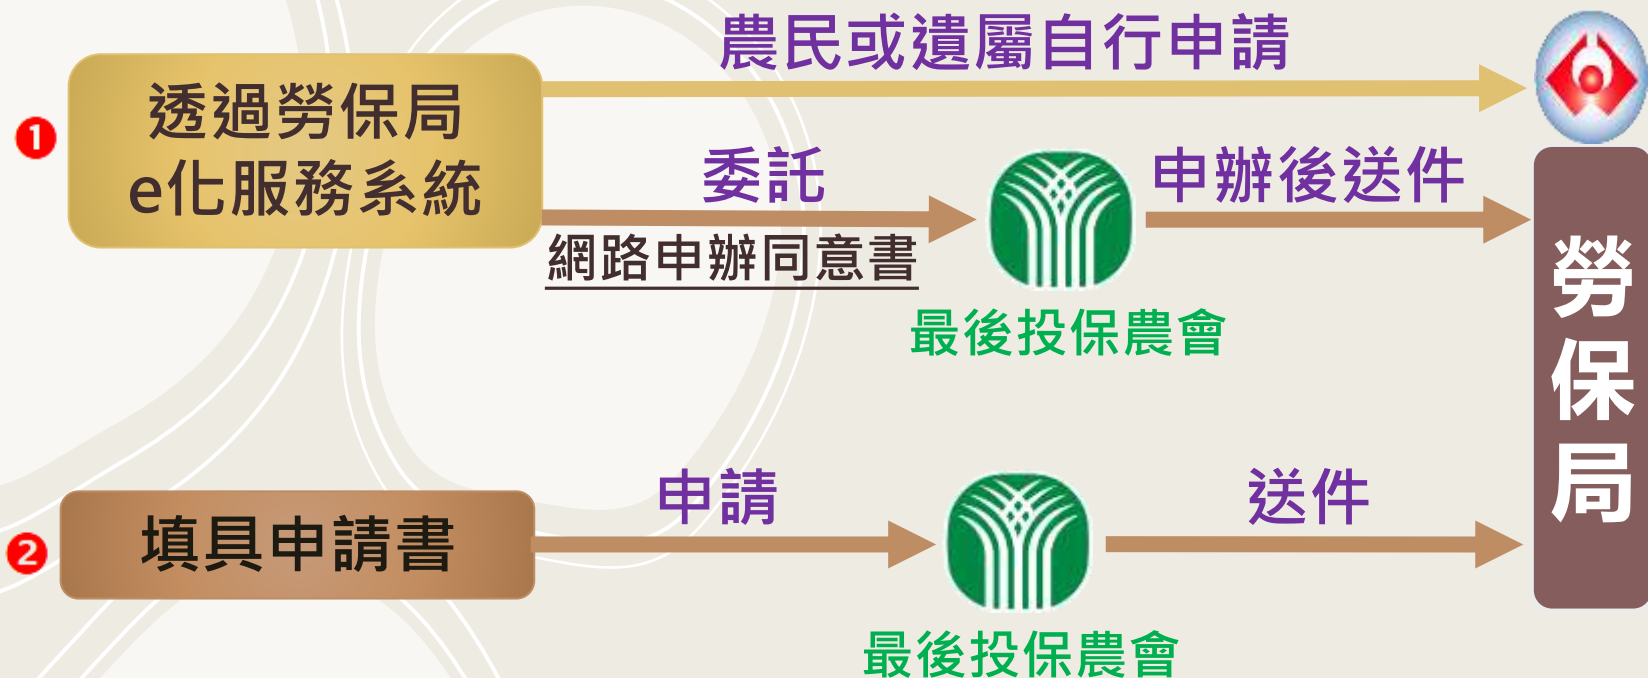 農民或遺屬自行申請
❶
透過勞保局
e化服務系統
委託
網路申辦同意書
申辦後送件
最後投保農會
勞保局
❷
填具申請書
申請
送件
最後投保農會